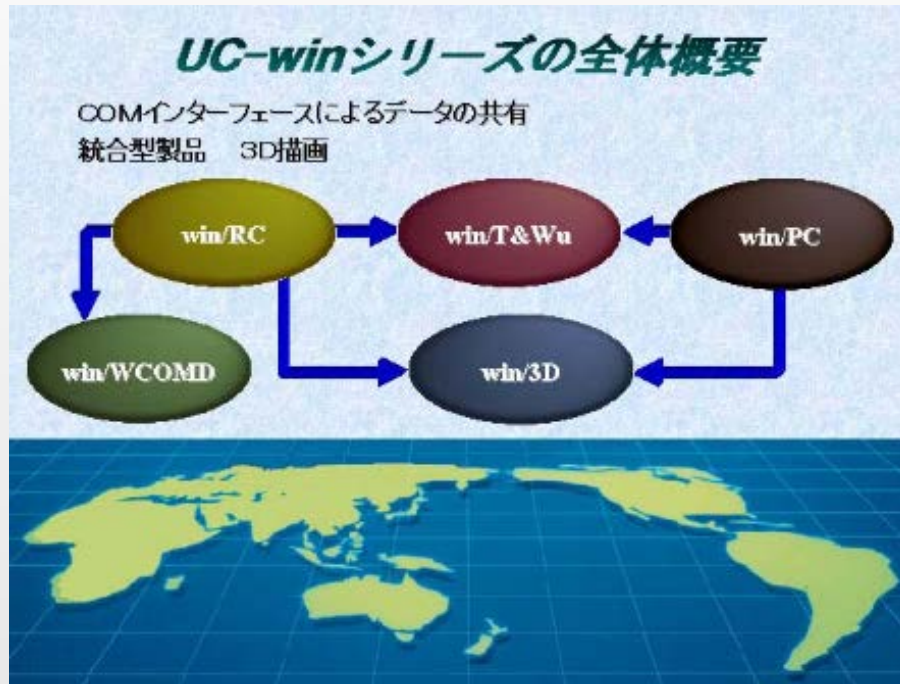 UC-winシリーズの全体概要
COMインターフェースによるデータの共有
統合型製品　3D描画
win/RC
win/T&Wu
win/PC
win/WCOMD
win/3D